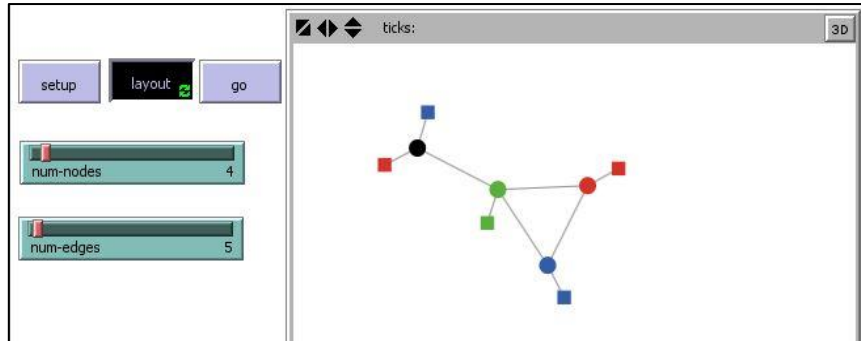 ticks:
3D
setup
layout
go
num-nodes 4
num-edges 5